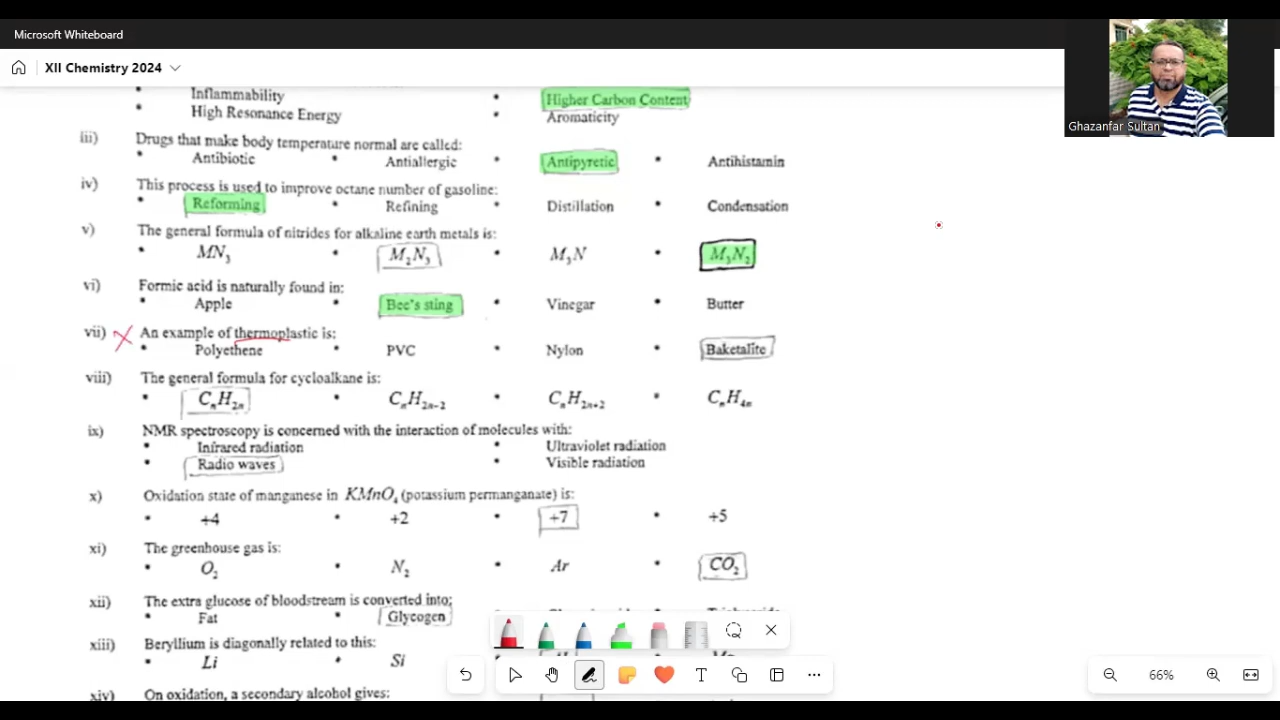 Microsoft Whiteboard
XII Chemistry 2024
Ghazanfar Sultan
Inflammability Higher Carbon Content
High Resonance Energy Aromaticity
iii) Drugs that make body temperature normal are called:
Antibiotic Antiallergic Antipyretic Antihistamin
iv) This process is used to improve octane number of gasoline:
Reforming Refining Distillation Condensation
v) The general formula of nitrides for alkaline earth metals is:
MN₃ M₂N₃ M₃N M₃N₂
vi) Formic acid is naturally found in:
Apple Bee's sting Vinegar Butter
vii) An example of thermoplastic is:
Polyethene PVC Nylon Baketalite
viii) The general formula for cycloalkane is:
CₙH₂ₙ CₙH₂ₙ₋₂ CₙH₂ₙ₊₂ CₙH₄ₙ
ix) NMR spectroscopy is concerned with the interaction of molecules with:
Infrared radiation Ultraviolet radiation
Radio waves Visible radiation
x) Oxidation state of manganese in KMnO₄ (potassium permanganate) is:
+4 +2 +7 +5
xi) The greenhouse gas is:
O₂ N₂ Ar CO₂
xii) The extra glucose of bloodstream is converted into;
Fat Glycogen
xiii) Beryllium is diagonally related to this:
Li Si
xiv) On oxidation, a secondary alcohol gives:
66%